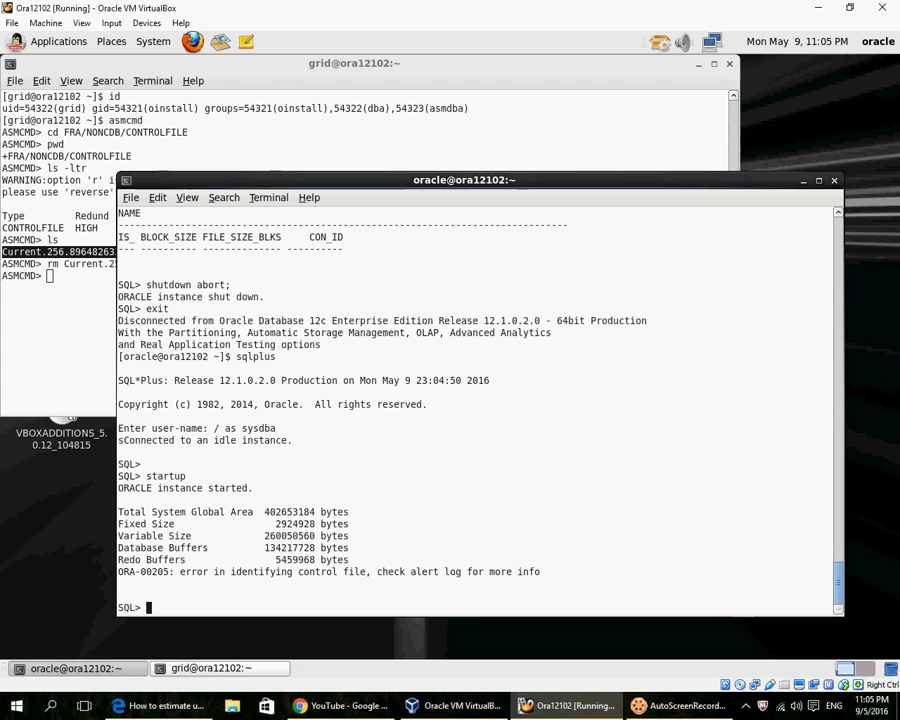 Ora12102 [Running] - Oracle VM VirtualBox
File Machine View Input Devices Help
Applications Places System Mon May 9, 11:05 PM oracle
grid@ora12102:~
File Edit View Search Terminal Help
[grid@ora12102 ~]$ id
uid=54322(grid) gid=54321(oinstall) groups=54321(oinstall),54322(dba),54323(asmdba)
[grid@ora12102 ~]$ asmcmd
ASMCMD> cd FRA/NONCDB/CONTROLFILE
ASMCMD> pwd
+FRA/NONCDB/CONTROLFILE
ASMCMD> ls -ltr
WARNING:option 'r' i
please use 'reverse'
Type Redund
CONTROLFILE HIGH
ASMCMD> ls
Current.256.89648263
ASMCMD> rm Current.2
ASMCMD>
oracle@ora12102:~
File Edit View Search Terminal Help
NAME
--------------------------------------------------------------------------------
IS_ BLOCK_SIZE FILE_SIZE_BLKS CON_ID
--- ---------- -------------- ----------
SQL> shutdown abort;
ORACLE instance shut down.
SQL> exit
Disconnected from Oracle Database 12c Enterprise Edition Release 12.1.0.2.0 - 64bit Production
With the Partitioning, Automatic Storage Management, OLAP, Advanced Analytics
and Real Application Testing options
[oracle@ora12102 ~]$ sqlplus
SQL*Plus: Release 12.1.0.2.0 Production on Mon May 9 23:04:50 2016
Copyright (c) 1982, 2014, Oracle. All rights reserved.
Enter user-name: / as sysdba
sConnected to an idle instance.
SQL>
SQL> startup
ORACLE instance started.
Total System Global Area 402653184 bytes
Fixed Size 2924928 bytes
Variable Size 260050560 bytes
Database Buffers 134217728 bytes
Redo Buffers 5459968 bytes
ORA-00205: error in identifying control file, check alert log for more info
SQL>
VBOXADDITIONS_5.
0.12_104815
oracle@ora12102:~ grid@ora12102:~
Right Ctrl
How to estimate u... YouTube - Google ... Oracle VM VirtualB... Ora12102 [Running... AutoScreenRecord... ENG 11:05 PM
9/5/2016